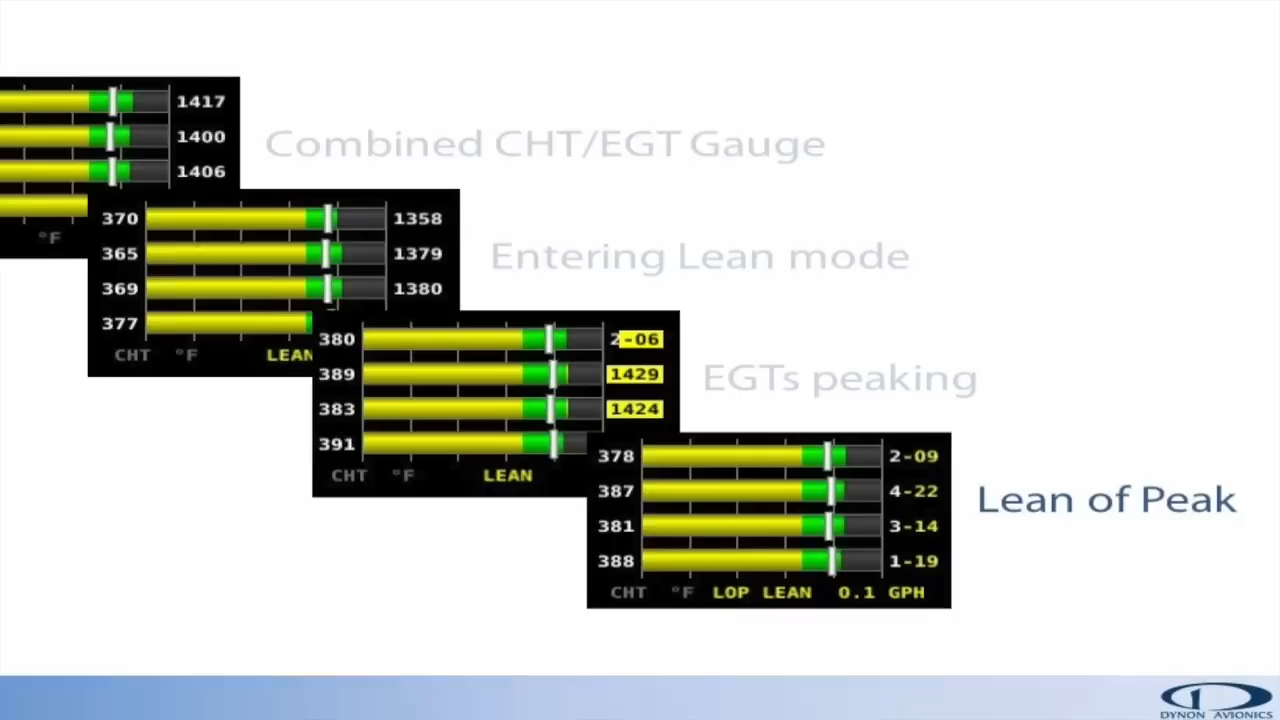 1417
1400
1406
°F
Combined CHT/EGT Gauge
370 1358
365 1379
369 1380
377
CHT °F LEAN
Entering Lean mode
380 2-06
389 1429
383 1424
391
CHT °F LEAN
EGTs peaking
378 2-09
387 4-22
381 3-14
388 1-19
CHT °F LOP LEAN 0.1 GPH
Lean of Peak
DYNON AVIONICS